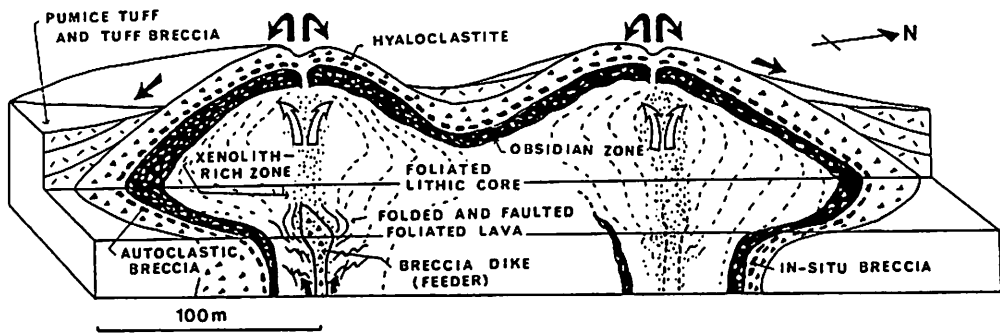 PUMICE TUFF
AND TUFF BRECCIA
HYALOCLASTITE
N
XENOLITH-
RICH ZONE
OBSIDIAN ZONE
FOLIATED
LITHIC CORE
FOLDED AND FAULTED
FOLIATED LAVA
AUTOCLASTIC
BRECCIA
BRECCIA DIKE
(FEEDER)
IN-SITU BRECCIA
100m